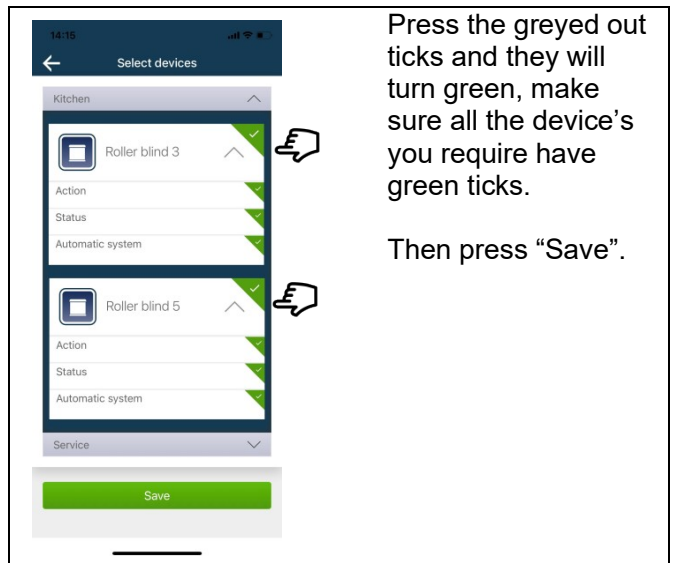 14:15
Select devices
Kitchen
Roller blind 3
Action
Status
Automatic system
Roller blind 5
Action
Status
Automatic system
Service
Save
Press the greyed out
ticks and they will
turn green, make
sure all the device’s
you require have
green ticks.
Then press “Save”.